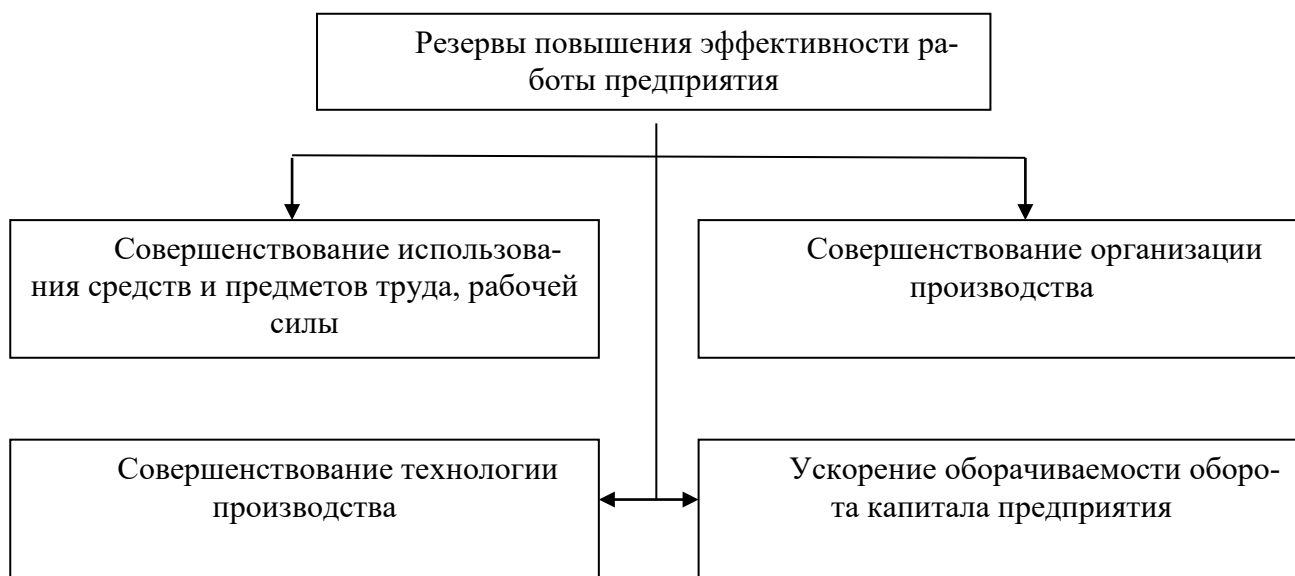 Резервы повышения эффективности ра-
боты предприятия
Совершенствование использова-
ния средств и предметов труда, рабочей
силы
Совершенствование организации
производства
Совершенствование технологии
производства
Ускорение оборачиваемости оборо-
та капитала предприятия